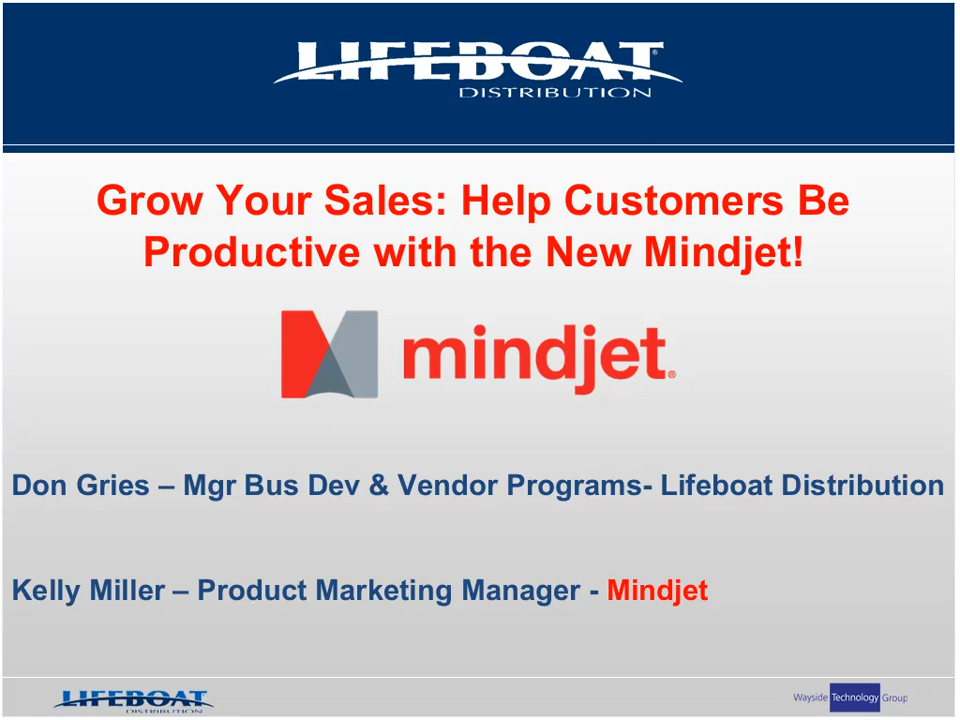 LIFEBOAT®
DISTRIBUTION
Grow Your Sales: Help Customers Be
Productive with the New Mindjet!
mindjet®
Don Gries – Mgr Bus Dev & Vendor Programs- Lifeboat Distribution
Kelly Miller – Product Marketing Manager - Mindjet
LIFEBOAT
DISTRIBUTION
Wayside Technology Group